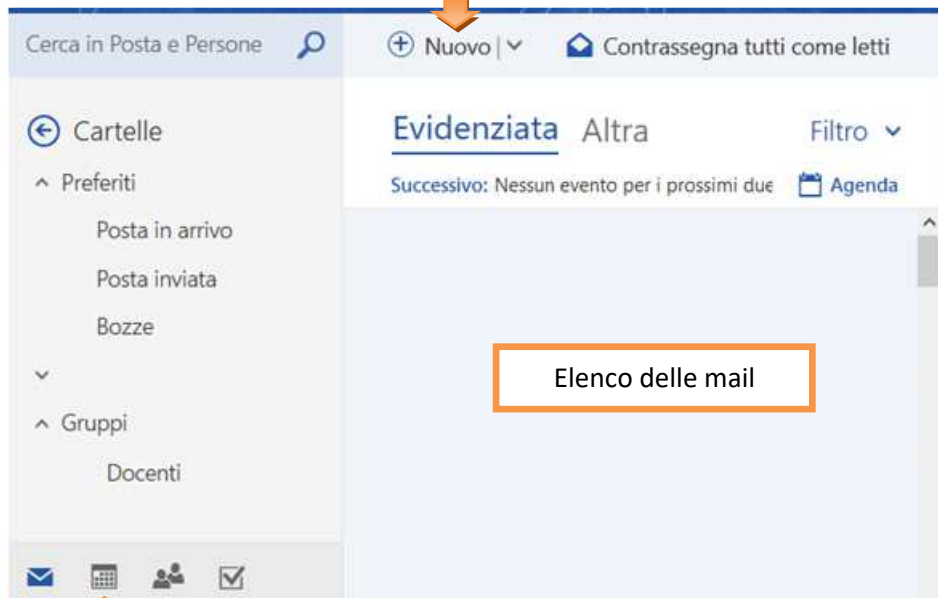 Cerca in Posta e Persone
Nuovo
Contrassegna tutti come letti
Cartelle
Preferiti
Posta in arrivo
Posta inviata
Bozze
Gruppi
Docenti
Evidenziata Altra Filtro
Successivo: Nessun evento per i prossimi due Agenda
Elenco delle mail